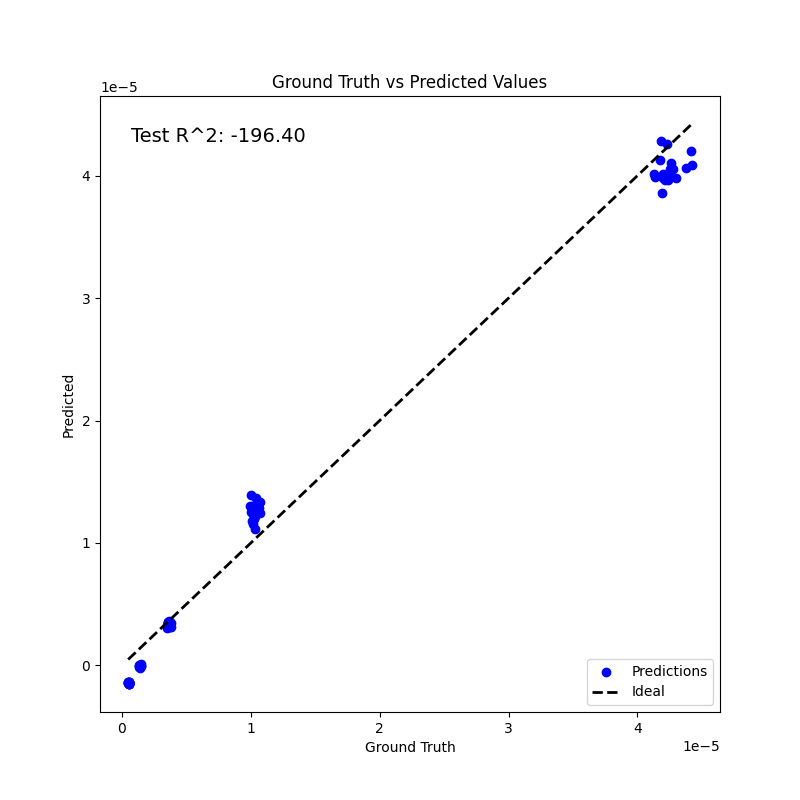 Ground Truth vs Predicted Values
1e−5
Test R^2: -196.40
4
3
2
1
0
Predicted
Predictions
Ideal
0 1 2 3 4
Ground Truth
1e−5